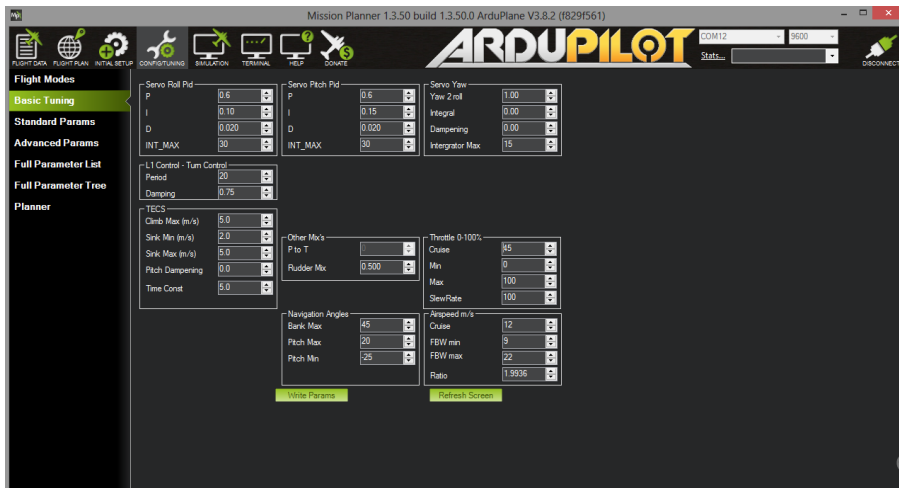 Mission Planner 1.3.50 build 1.3.50.0 ArduPlane V3.8.2 (f829f561)
FLIGHT DATA FLIGHT PLAN INITIAL SETUP CONFIG/TUNING SIMULATION TERMINAL HELP DONATE
ARDUPILOT
COM12 9600
Stats...
DISCONNECT
Flight Modes
Basic Tuning
Standard Params
Advanced Params
Full Parameter List
Full Parameter Tree
Planner
Servo Roll Pid
P 0.6
I 0.10
D 0.020
INT_MAX 30
Servo Pitch Pid
P 0.6
I 0.15
D 0.020
INT_MAX 30
Servo Yaw
Yaw 2 roll 1.00
Integral 0.00
Dampening 0.00
Intergrator Max 15
L1 Control - Turn Control
Period 20
Damping 0.75
TECS
Climb Max (m/s) 5.0
Sink Min (m/s) 2.0
Sink Max (m/s) 5.0
Pitch Dampening 0.0
Time Const 5.0
Other Mix's
P to T 0
Rudder Mix 0.500
Throttle 0-100%
Cruise 45
Min 0
Max 100
SlewRate 100
Navigation Angles
Bank Max 45
Pitch Max 20
Pitch Min -25
Airspeed m/s
Cruise 12
FBW min 9
FBW max 22
Ratio 1.9936
Write Params
Refresh Screen